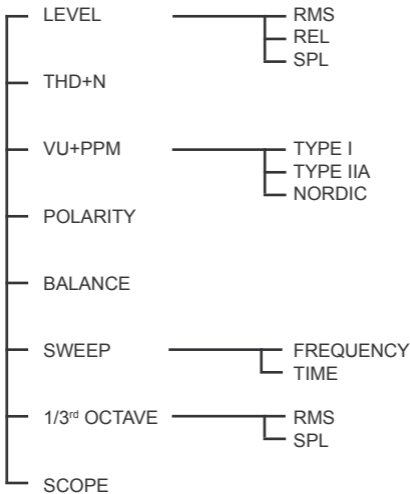 LEVEL RMS
REL
SPL
THD+N
VU+PPM TYPE I
TYPE IIA
NORDIC
POLARITY
BALANCE
SWEEP FREQUENCY
TIME
1/3rd OCTAVE RMS
SPL
SCOPE